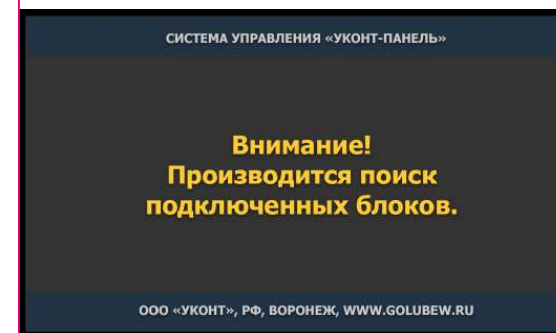 СИСТЕМА УПРАВЛЕНИЯ «УКОНТ-ПАНЕЛЬ»
Внимание!
Производится поиск
подключенных блоков.
ООО «УКОНТ», РФ, ВОРОНЕЖ, WWW.GOLUBEW.RU